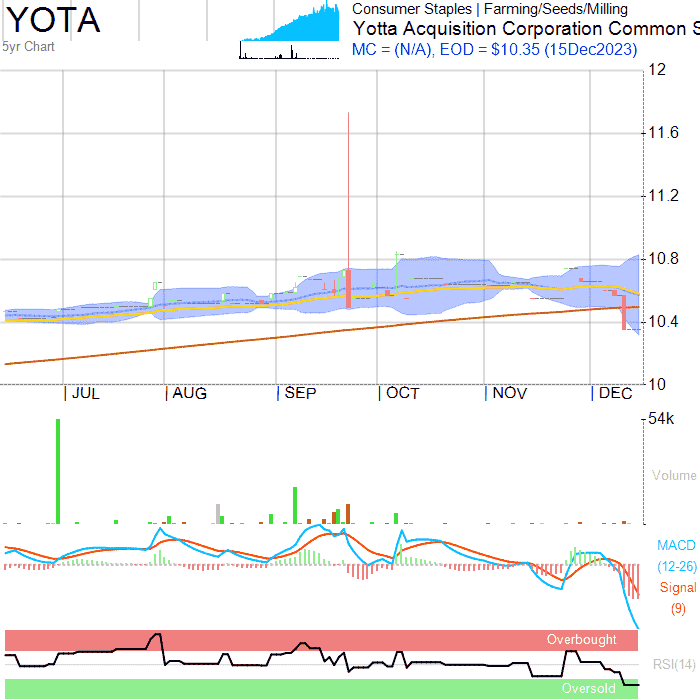 YOTA
5yr Chart
Consumer Staples | Farming/Seeds/Milling
Yotta Acquisition Corporation Common S
MC = (N/A), EOD = $10.35 (15Dec2023)
12
11.6
11.2
10.8
10.4
10
| JUL | AUG | SEP | OCT | NOV | DEC
54k
Volume
MACD
(12-26)
Signal
(9)
Overbought
RSI(14)
Oversold